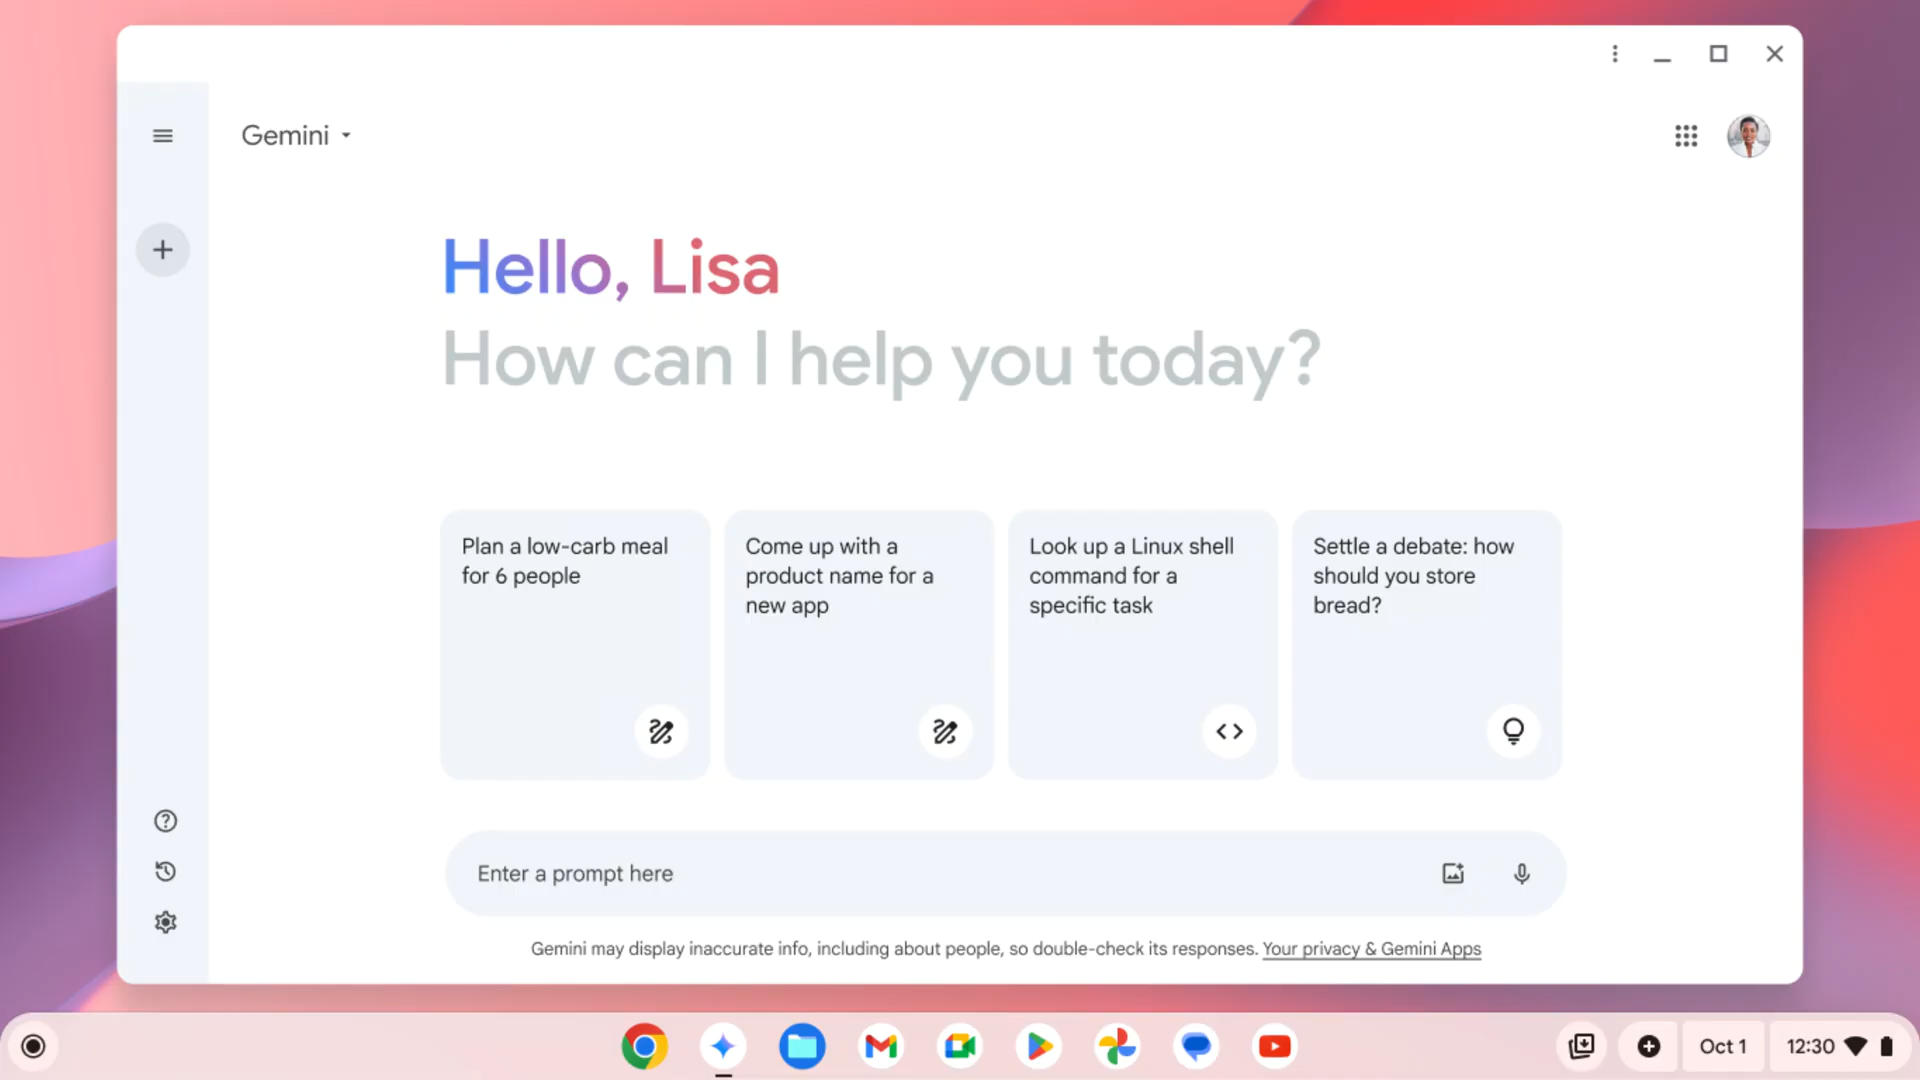 Gemini
Hello, Lisa
How can I help you today?
Plan a low-carb meal
for 6 people
Come up with a
product name for a
new app
Look up a Linux shell
command for a
specific task
Settle a debate: how
should you store
bread?
Enter a prompt here
Gemini may display inaccurate info, including about people, so double-check its responses. Your privacy & Gemini Apps
Oct 1
12:30